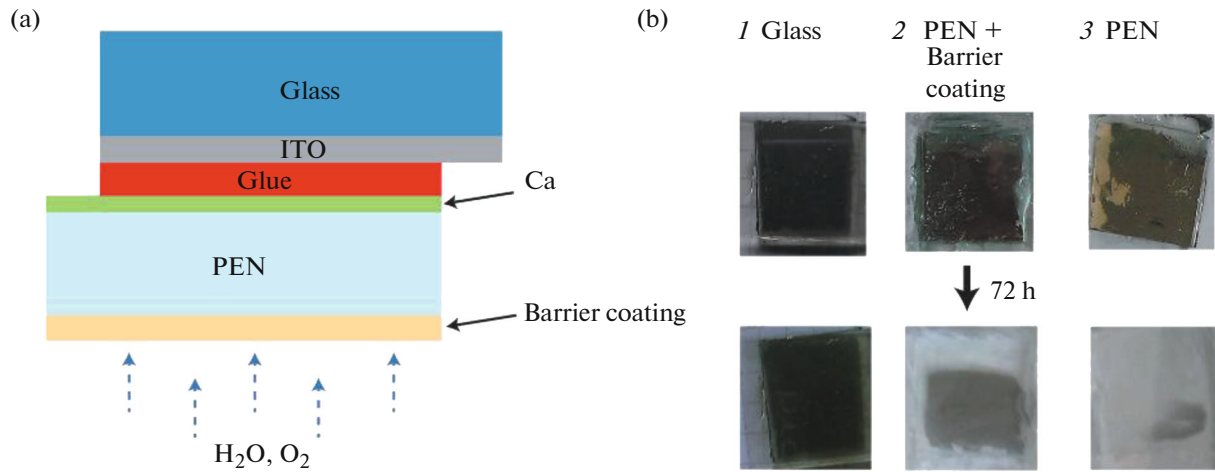 (a)
Glass
ITO
Glue
Ca
PEN
Barrier coating
H₂O, O₂
(b)
1 Glass
2 PEN +
Barrier
coating
3 PEN
72 h